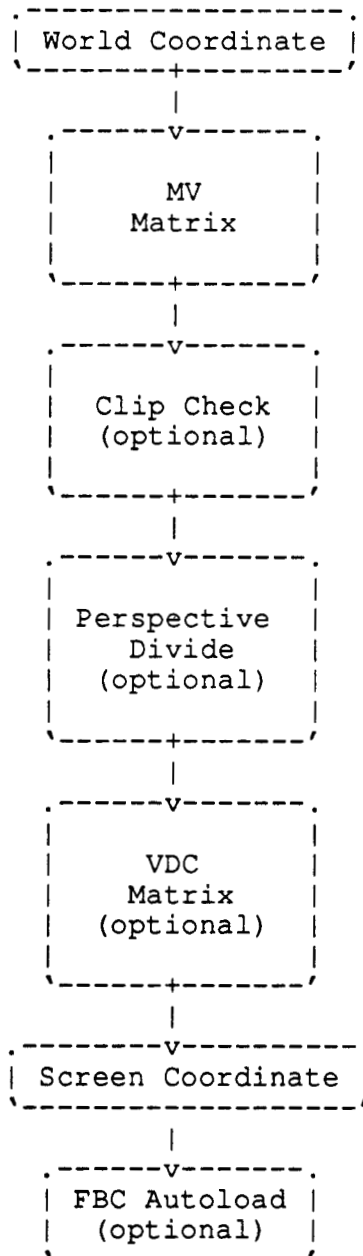 World Coordinate
MV
Matrix
Clip Check
(optional)
Perspective
Divide
(optional)
VDC
Matrix
(optional)
Screen Coordinate
FBC Autoload
(optional)